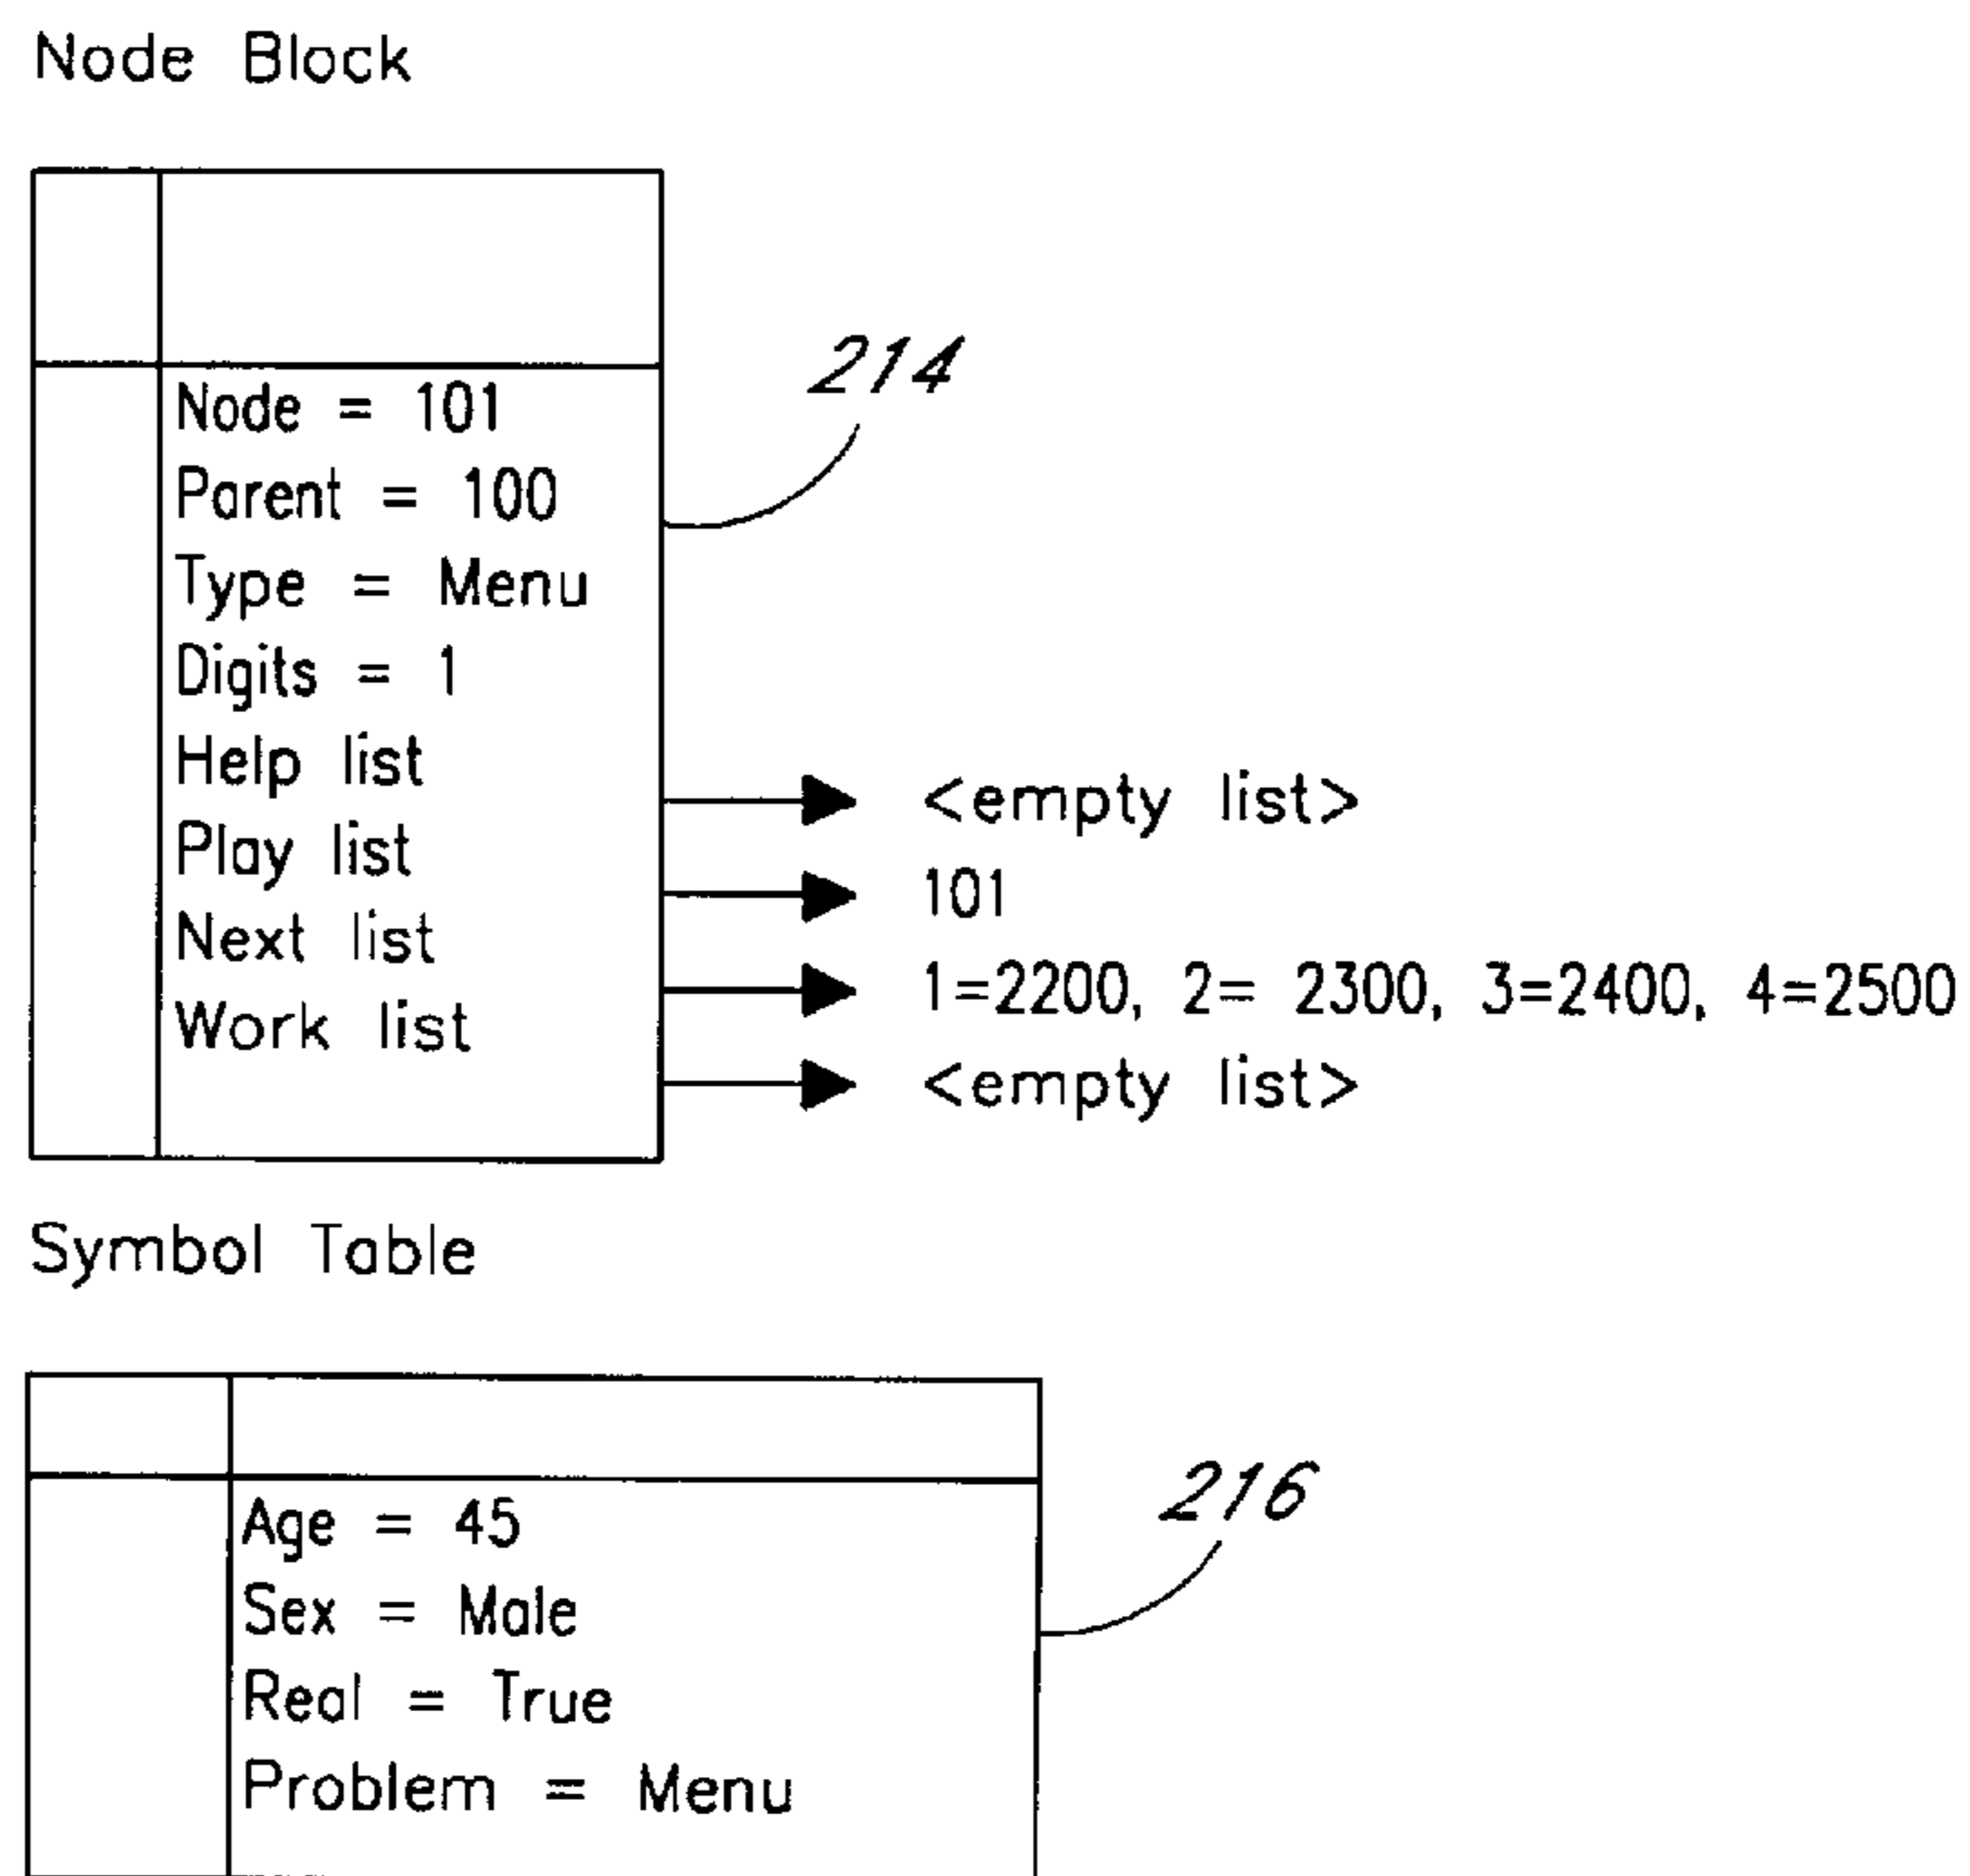 Node Block
214
Node = 101
Parent = 100
Type = Menu
Digits = 1
Help list
<empty list>
Play list
101
Next list
1=2200, 2= 2300, 3=2400, 4=2500
Work list
<empty list>
Symbol Table
216
Age = 45
Sex = Male
Real = True
Problem = Menu